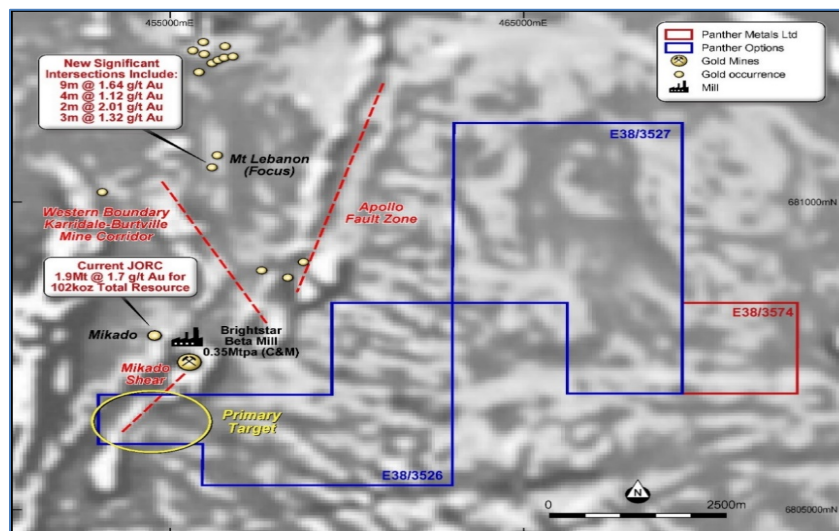 455000mE
465000mE
Panther Metals Ltd
Panther Options
Gold Mines
Gold occurrence
Mill
New Significant
Intersections Include:
9m @ 1.64 g/t Au
4m @ 1.12 g/t Au
2m @ 2.01 g/t Au
3m @ 1.32 g/t Au
E38/3527
Mt Lebanon
(Focus)
681000mN
Western Boundary
Karridale-Burtville
Mine Corridor
Apollo
Fault Zone
Current JORC
1.9Mt @ 1.7 g/t Au for
102koz Total Resource
E38/3574
Mikado
Brightstar
Beta Mill
0.35Mtpa (C&M)
Mikado
Shear
Primary
Target
E38/3526
N
0
2500m
6805000mN